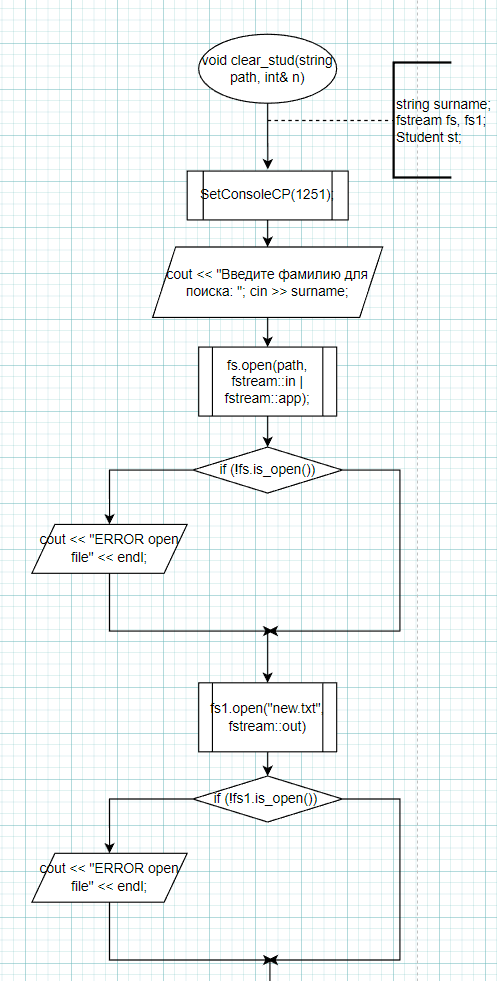 void clear_stud(string
path, int& n)
string surname;
fstream fs, fs1;
Student st;
SetConsoleCP(1251);
cout << "Введите фамилию для
поиска: "; cin >> surname;
fs.open(path,
fstream::in |
fstream::app);
if (!fs.is_open())
cout << "ERROR open
file" << endl;
fs1.open("new.txt",
fstream::out)
if (!fs1.is_open())
cout << "ERROR open
file" << endl;